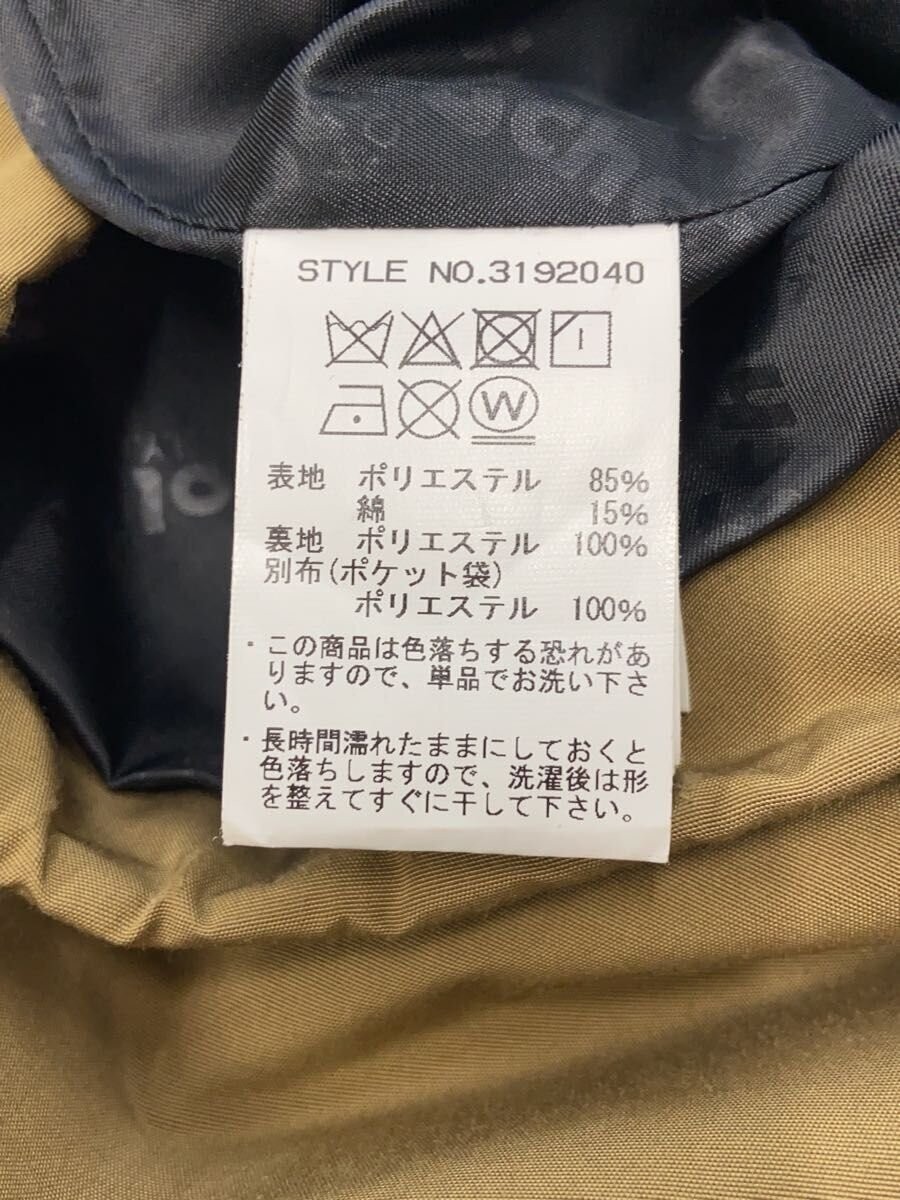 STYLE NO.3192040
W
表地 ポリエステル 85%
綿 15%
裏地 ポリエステル 100%
別布(ポケット袋)
ポリエステル 100%
・この商品は色落ちする恐れがあ
りますので、単品でお洗い下さ
い。
・長時間濡れたままにしておくと
色落ちしますので、洗濯後は形
を整えてすぐに干して下さい。